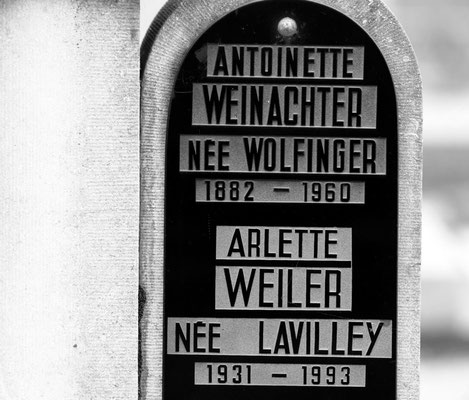 ANTOINETTE
WEINACHTER
NÉE WOLFINGER
1882 – 1960
ARLETTE
WEILER
NÉE LAVILLEY
1931 – 1993